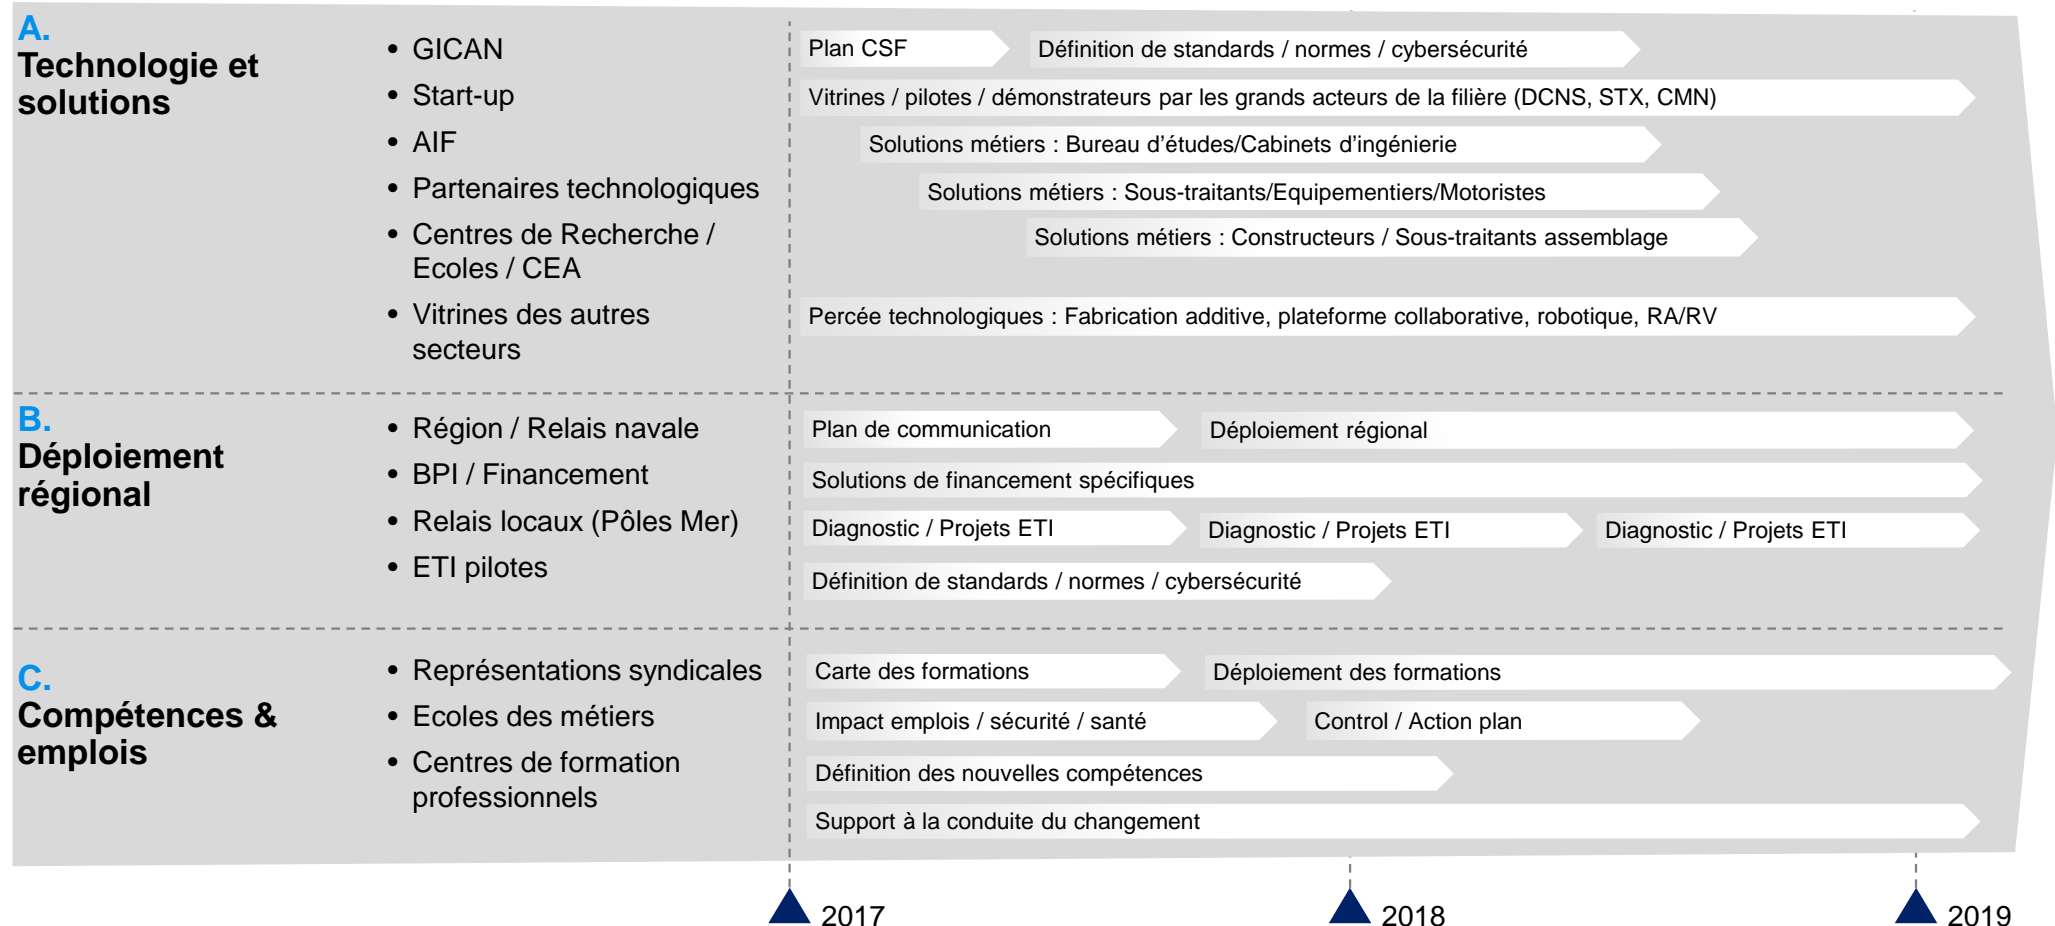 A.
Technologie et
solutions
• GICAN
• Start-up
• AIF
• Partenaires technologiques
• Centres de Recherche /
Ecoles / CEA
• Vitrines des autres
secteurs
Plan CSF
Définition de standards / normes / cybersécurité
Vitrines / pilotes / démonstrateurs par les grands acteurs de la filière (DCNS, STX, CMN)
Solutions métiers : Bureau d'études/Cabinets d'ingénierie
Solutions métiers : Sous-traitants/Equipementiers/Motoristes
Solutions métiers : Constructeurs / Sous-traitants assemblage
Percée technologiques : Fabrication additive, plateforme collaborative, robotique, RA/RV
B.
Déploiement
régional
• Région / Relais navale
• BPI / Financement
• Relais locaux (Pôles Mer)
• ETI pilotes
Plan de communication
Déploiement régional
Solutions de financement spécifiques
Diagnostic / Projets ETI
Diagnostic / Projets ETI
Diagnostic / Projets ETI
Définition de standards / normes / cybersécurité
C.
Compétences &
emplois
• Représentations syndicales
• Ecoles des métiers
• Centres de formation
professionnels
Carte des formations
Déploiement des formations
Impact emplois / sécurité / santé
Control / Action plan
Définition des nouvelles compétences
Support à la conduite du changement
2017
2018
2019